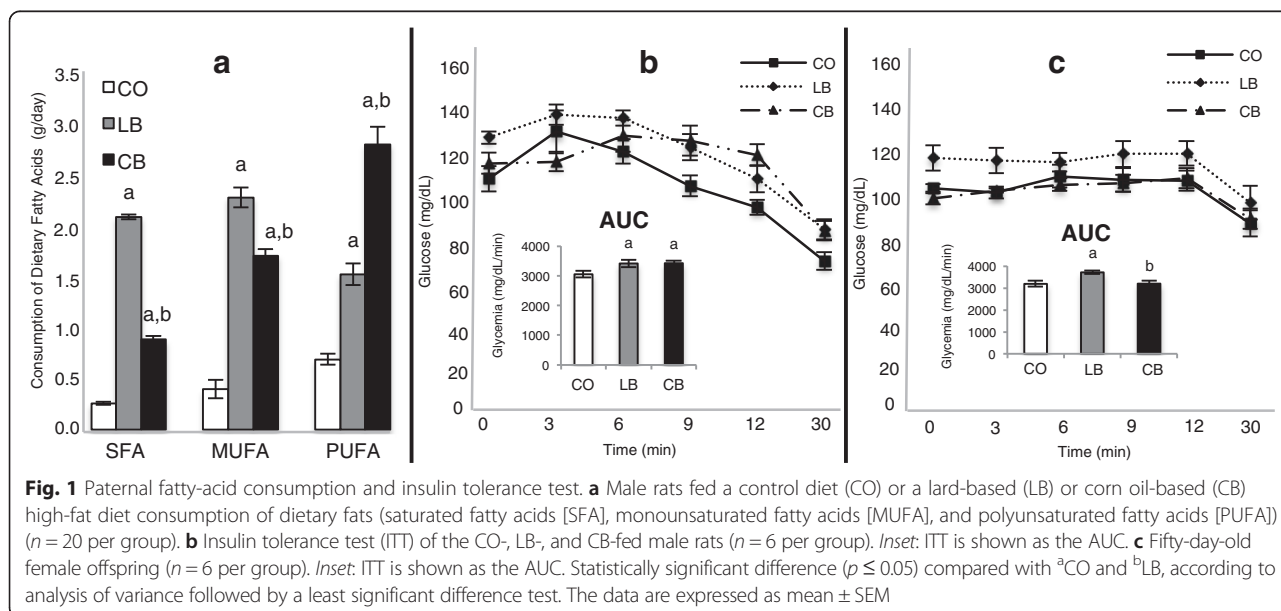 a
3.5
3.0
2.5
2.0
1.5
1.0
0.5
0.0
Consumption of Dietary Fatty Acids (g/day)
CO
LB
CB
a
a,b
a
a,b
a
a,b
SFA MUFA PUFA
b
160
140
120
100
80
60
40
20
0
Glucose (mg/dL)
CO
LB
CB
AUC
4000
3000
2000
1000
0
Glycemia (mg/dL/min)
a a
CO LB CB
0 3 6 9 12 30
Time (min)
c
160
140
120
100
80
60
40
20
0
Glucose (mg/dL)
CO
LB
CB
AUC
4000
3000
2000
1000
0
Glycemia (mg/dL/min)
a b
CO LB CB
0 3 6 9 12 30
Time (min)
Fig. 1 Paternal fatty-acid consumption and insulin tolerance test. a Male rats fed a control diet (CO) or a lard-based (LB) or corn oil-based (CB)
high-fat diet consumption of dietary fats (saturated fatty acids [SFA], monounsaturated fatty acids [MUFA], and polyunsaturated fatty acids [PUFA])
(n = 20 per group). b Insulin tolerance test (ITT) of the CO-, LB-, and CB-fed male rats (n = 6 per group). Inset: ITT is shown as the AUC. c Fifty-day-old
female offspring (n = 6 per group). Inset: ITT is shown as the AUC. Statistically significant difference (p ≤ 0.05) compared with ᵃCO and ᵇLB, according to
analysis of variance followed by a least significant difference test. The data are expressed as mean ± SEM